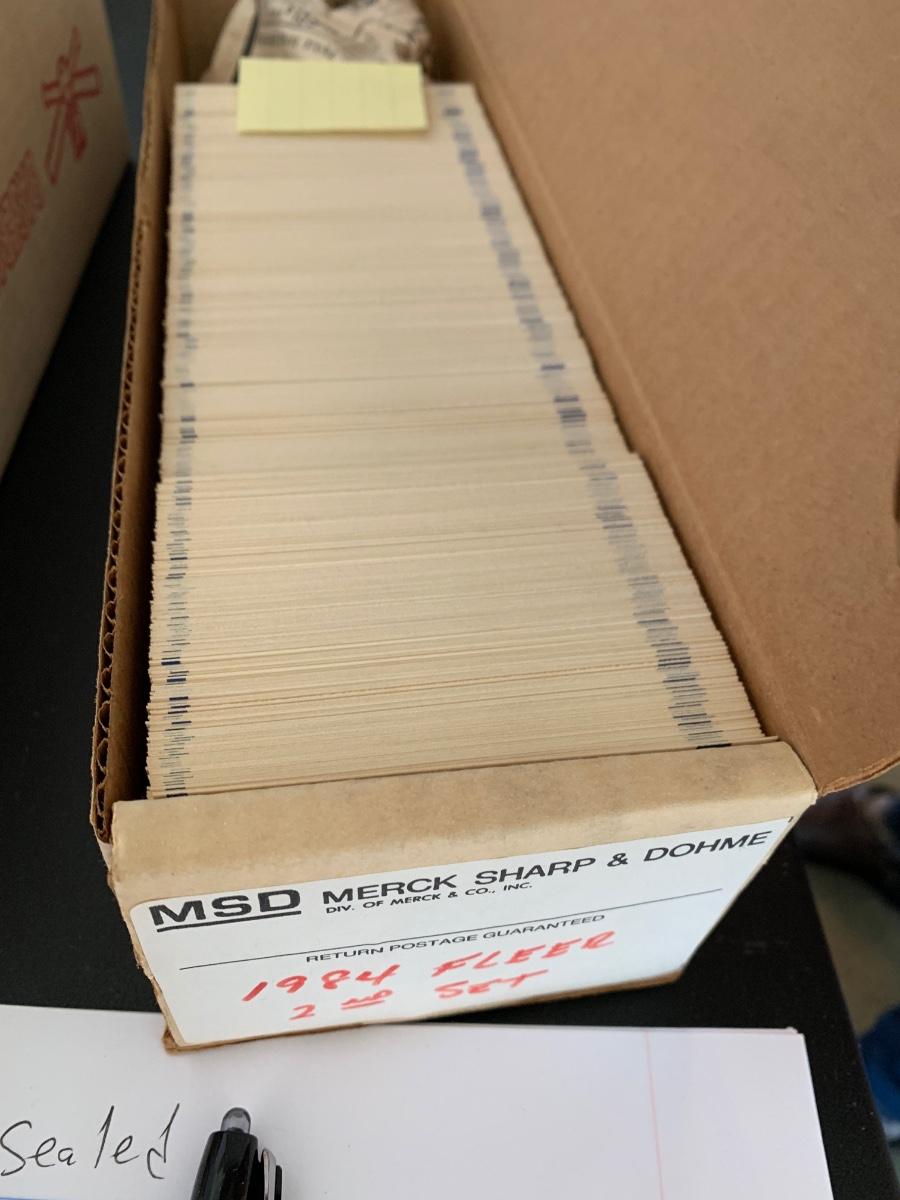 MSD MERCK SHARP & DOHME
DIV. OF MERCK & CO., INC.
RETURN POSTAGE GUARANTEED
1984 FLEER
2ND SET
Sealed